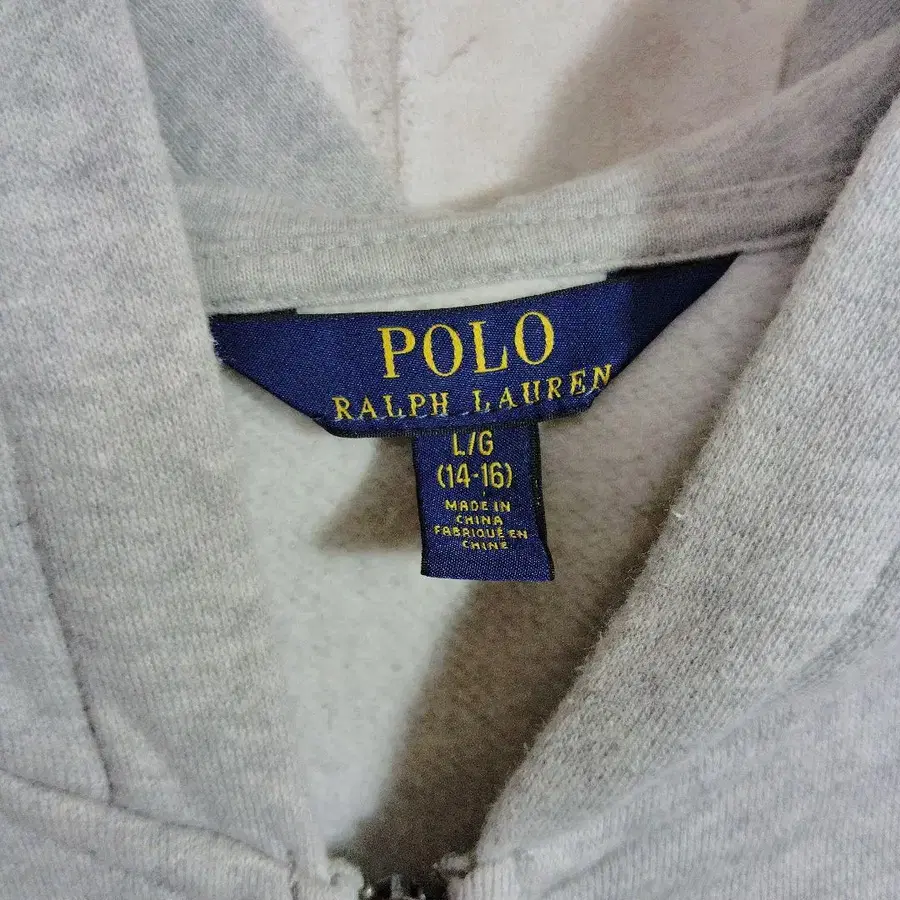 POLO
RALPH LAUREN
L/G
(14-16)
MADE IN
CHINA
FABRIQUÉ EN
CHINE